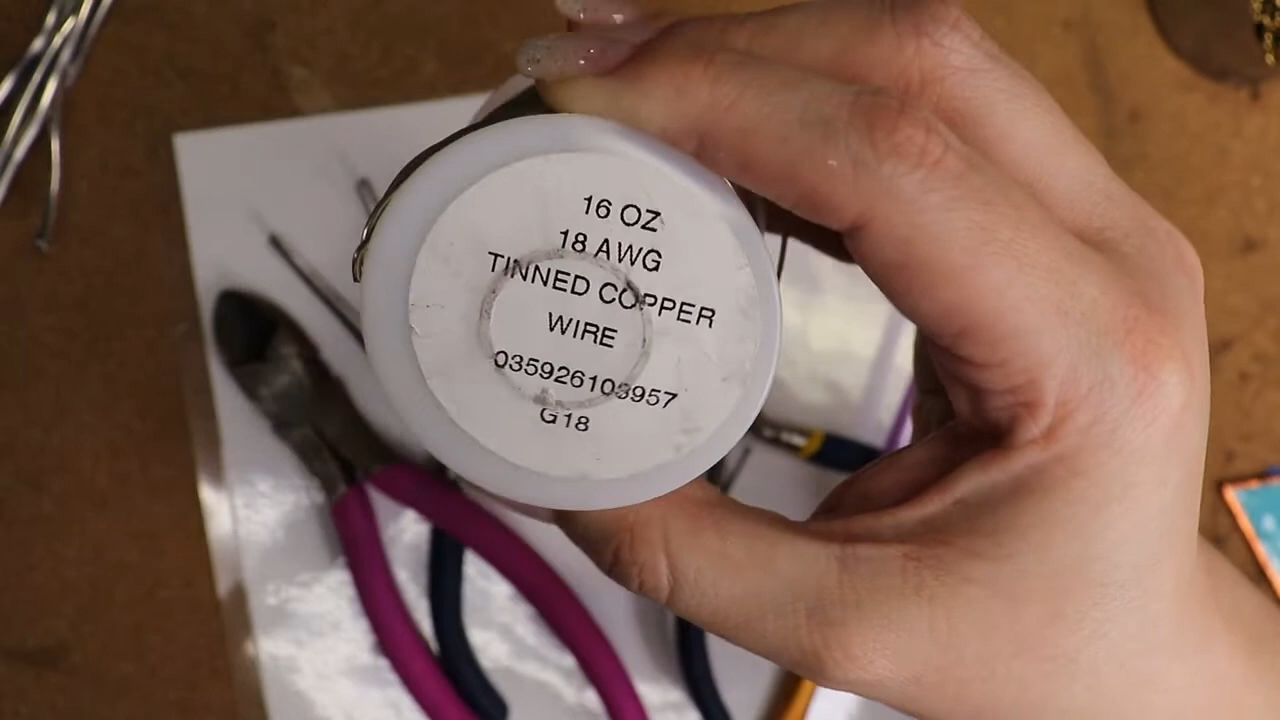 16 OZ
18 AWG
TINNED COPPER
WIRE
035926103957
G18